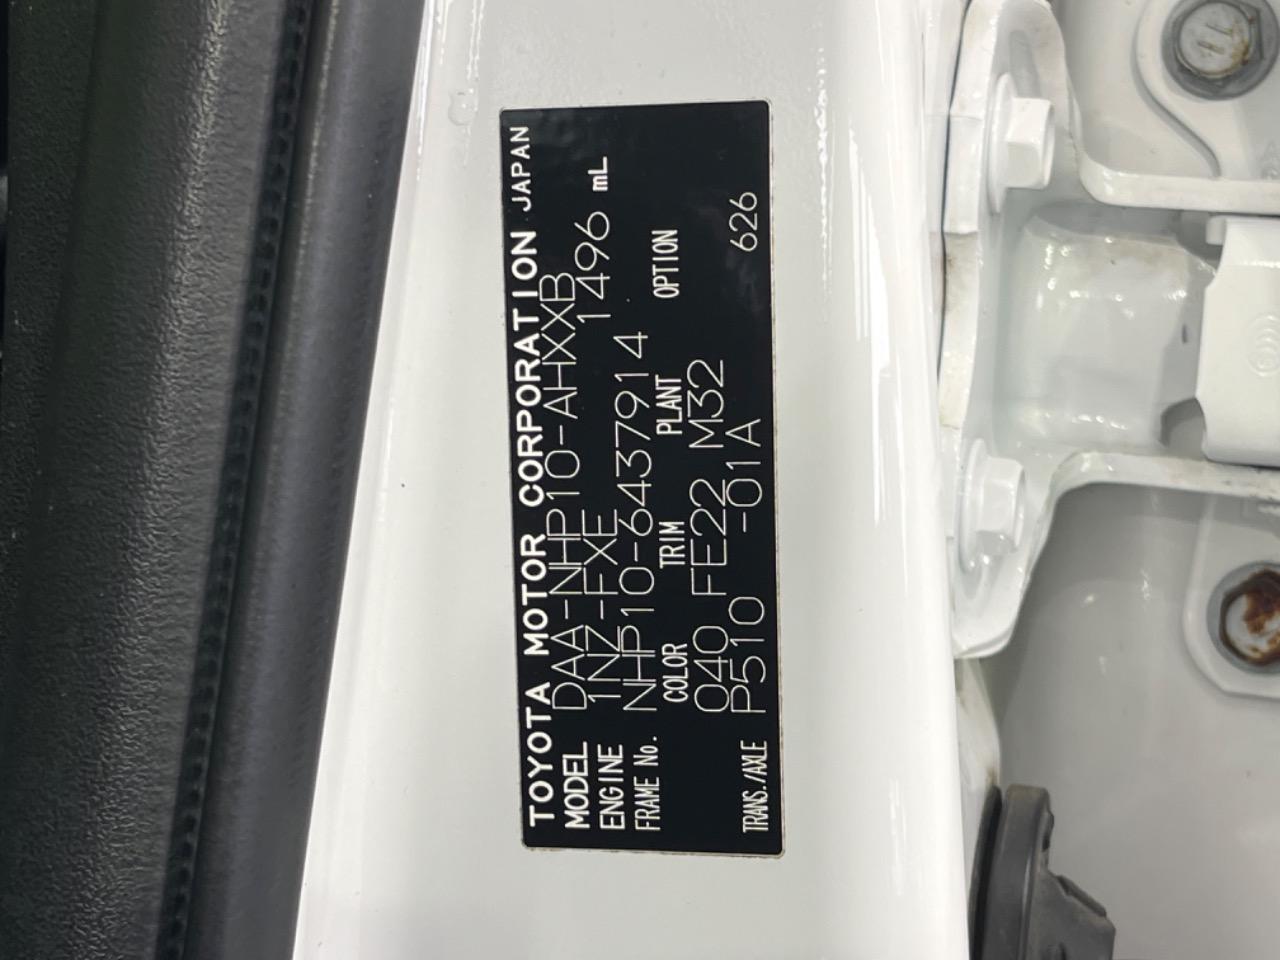 TOYOTA MOTOR CORPORATION JAPAN
MODEL DAA-NHP10-AHXXB
ENGINE 1NZ-FXE 1496 mL
FRAME No. NHP10-6437914
COLOR TRIM PLANT OPTION
040 FE22 M32
TRANS./AXLE P510 -01A 626